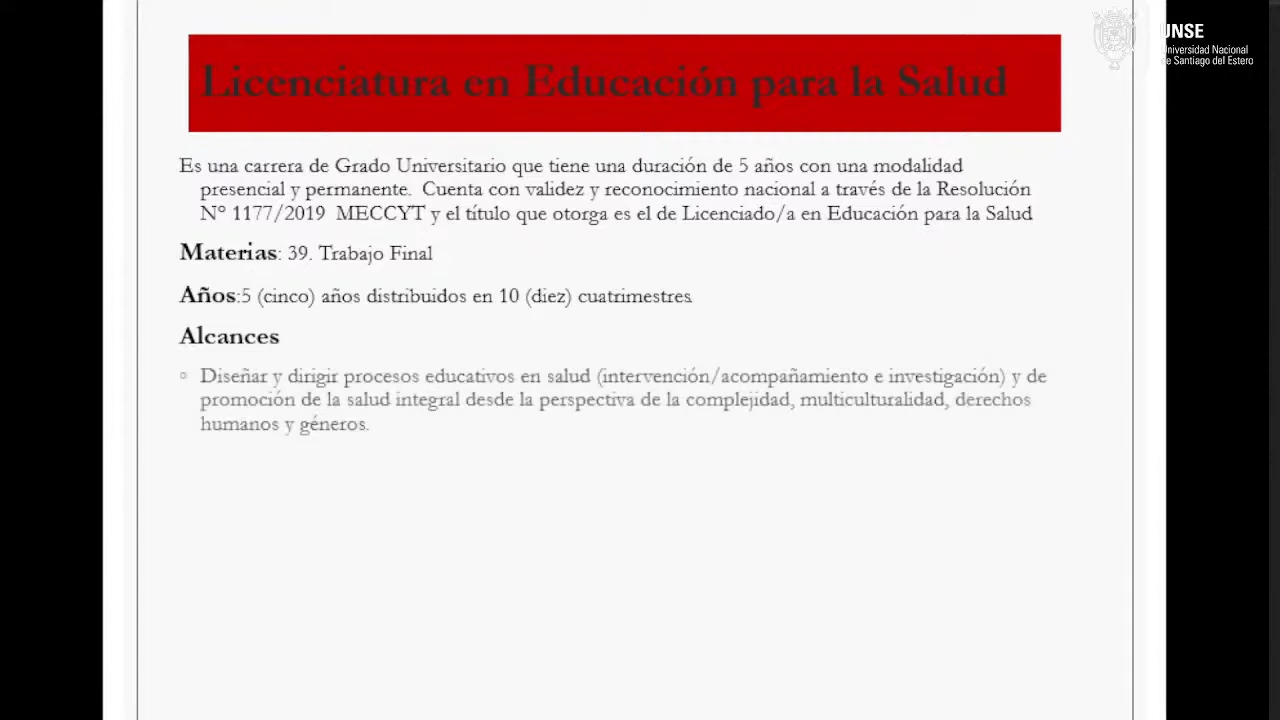 UNSE
Universidad Nacional
de Santiago del Estero
Licenciatura en Educación para la Salud
Es una carrera de Grado Universitario que tiene una duración de 5 años con una modalidad
presencial y permanente. Cuenta con validez y reconocimiento nacional a través de la Resolución
N° 1177/2019 MECCYT y el título que otorga es el de Licenciado/a en Educación para la Salud
Materias: 39. Trabajo Final
Años:5 (cinco) años distribuidos en 10 (diez) cuatrimestres.
Alcances
▫ Diseñar y dirigir procesos educativos en salud (intervención/acompañamiento e investigación) y de
promoción de la salud integral desde la perspectiva de la complejidad, multiculturalidad, derechos
humanos y géneros.